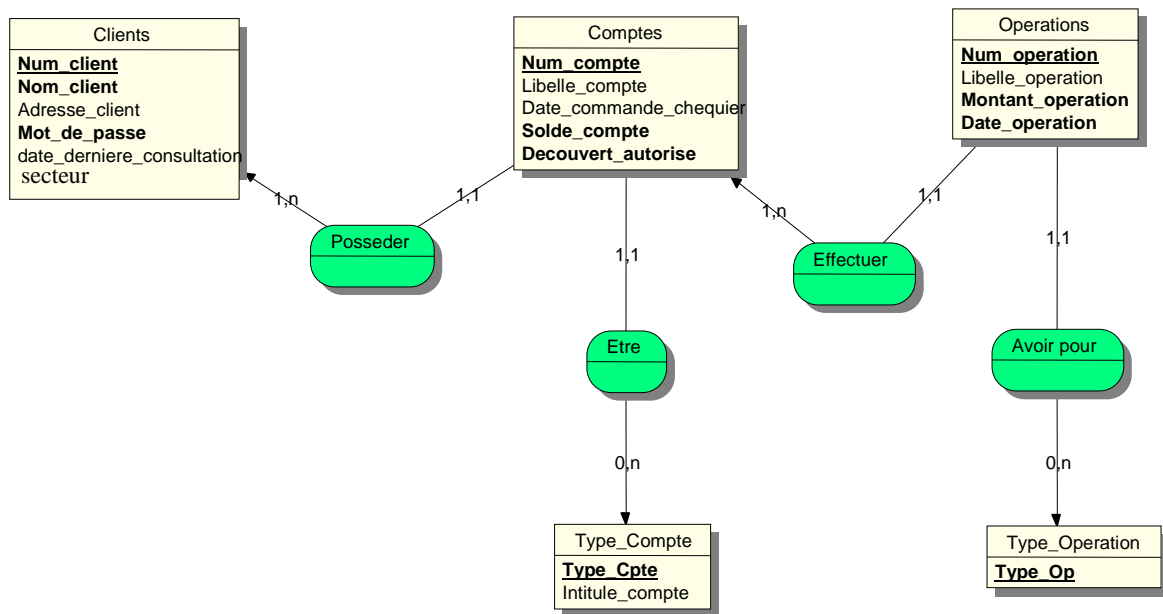 Clients
Num_client
Nom_client
Adresse_client
Mot_de_passe
date_derniere_consultation
secteur
Comptes
Num_compte
Libelle_compte
Date_commande_chequier
Solde_compte
Decouvert_autorise
Operations
Num_operation
Libelle_operation
Montant_operation
Date_operation
1,n
1,1
Posseder
1,1
1,n
1,1
Effectuer
1,1
Etre
Avoir pour
0,n
0,n
Type_Compte
Type_Cpte
Intitule_compte
Type_Operation
Type_Op